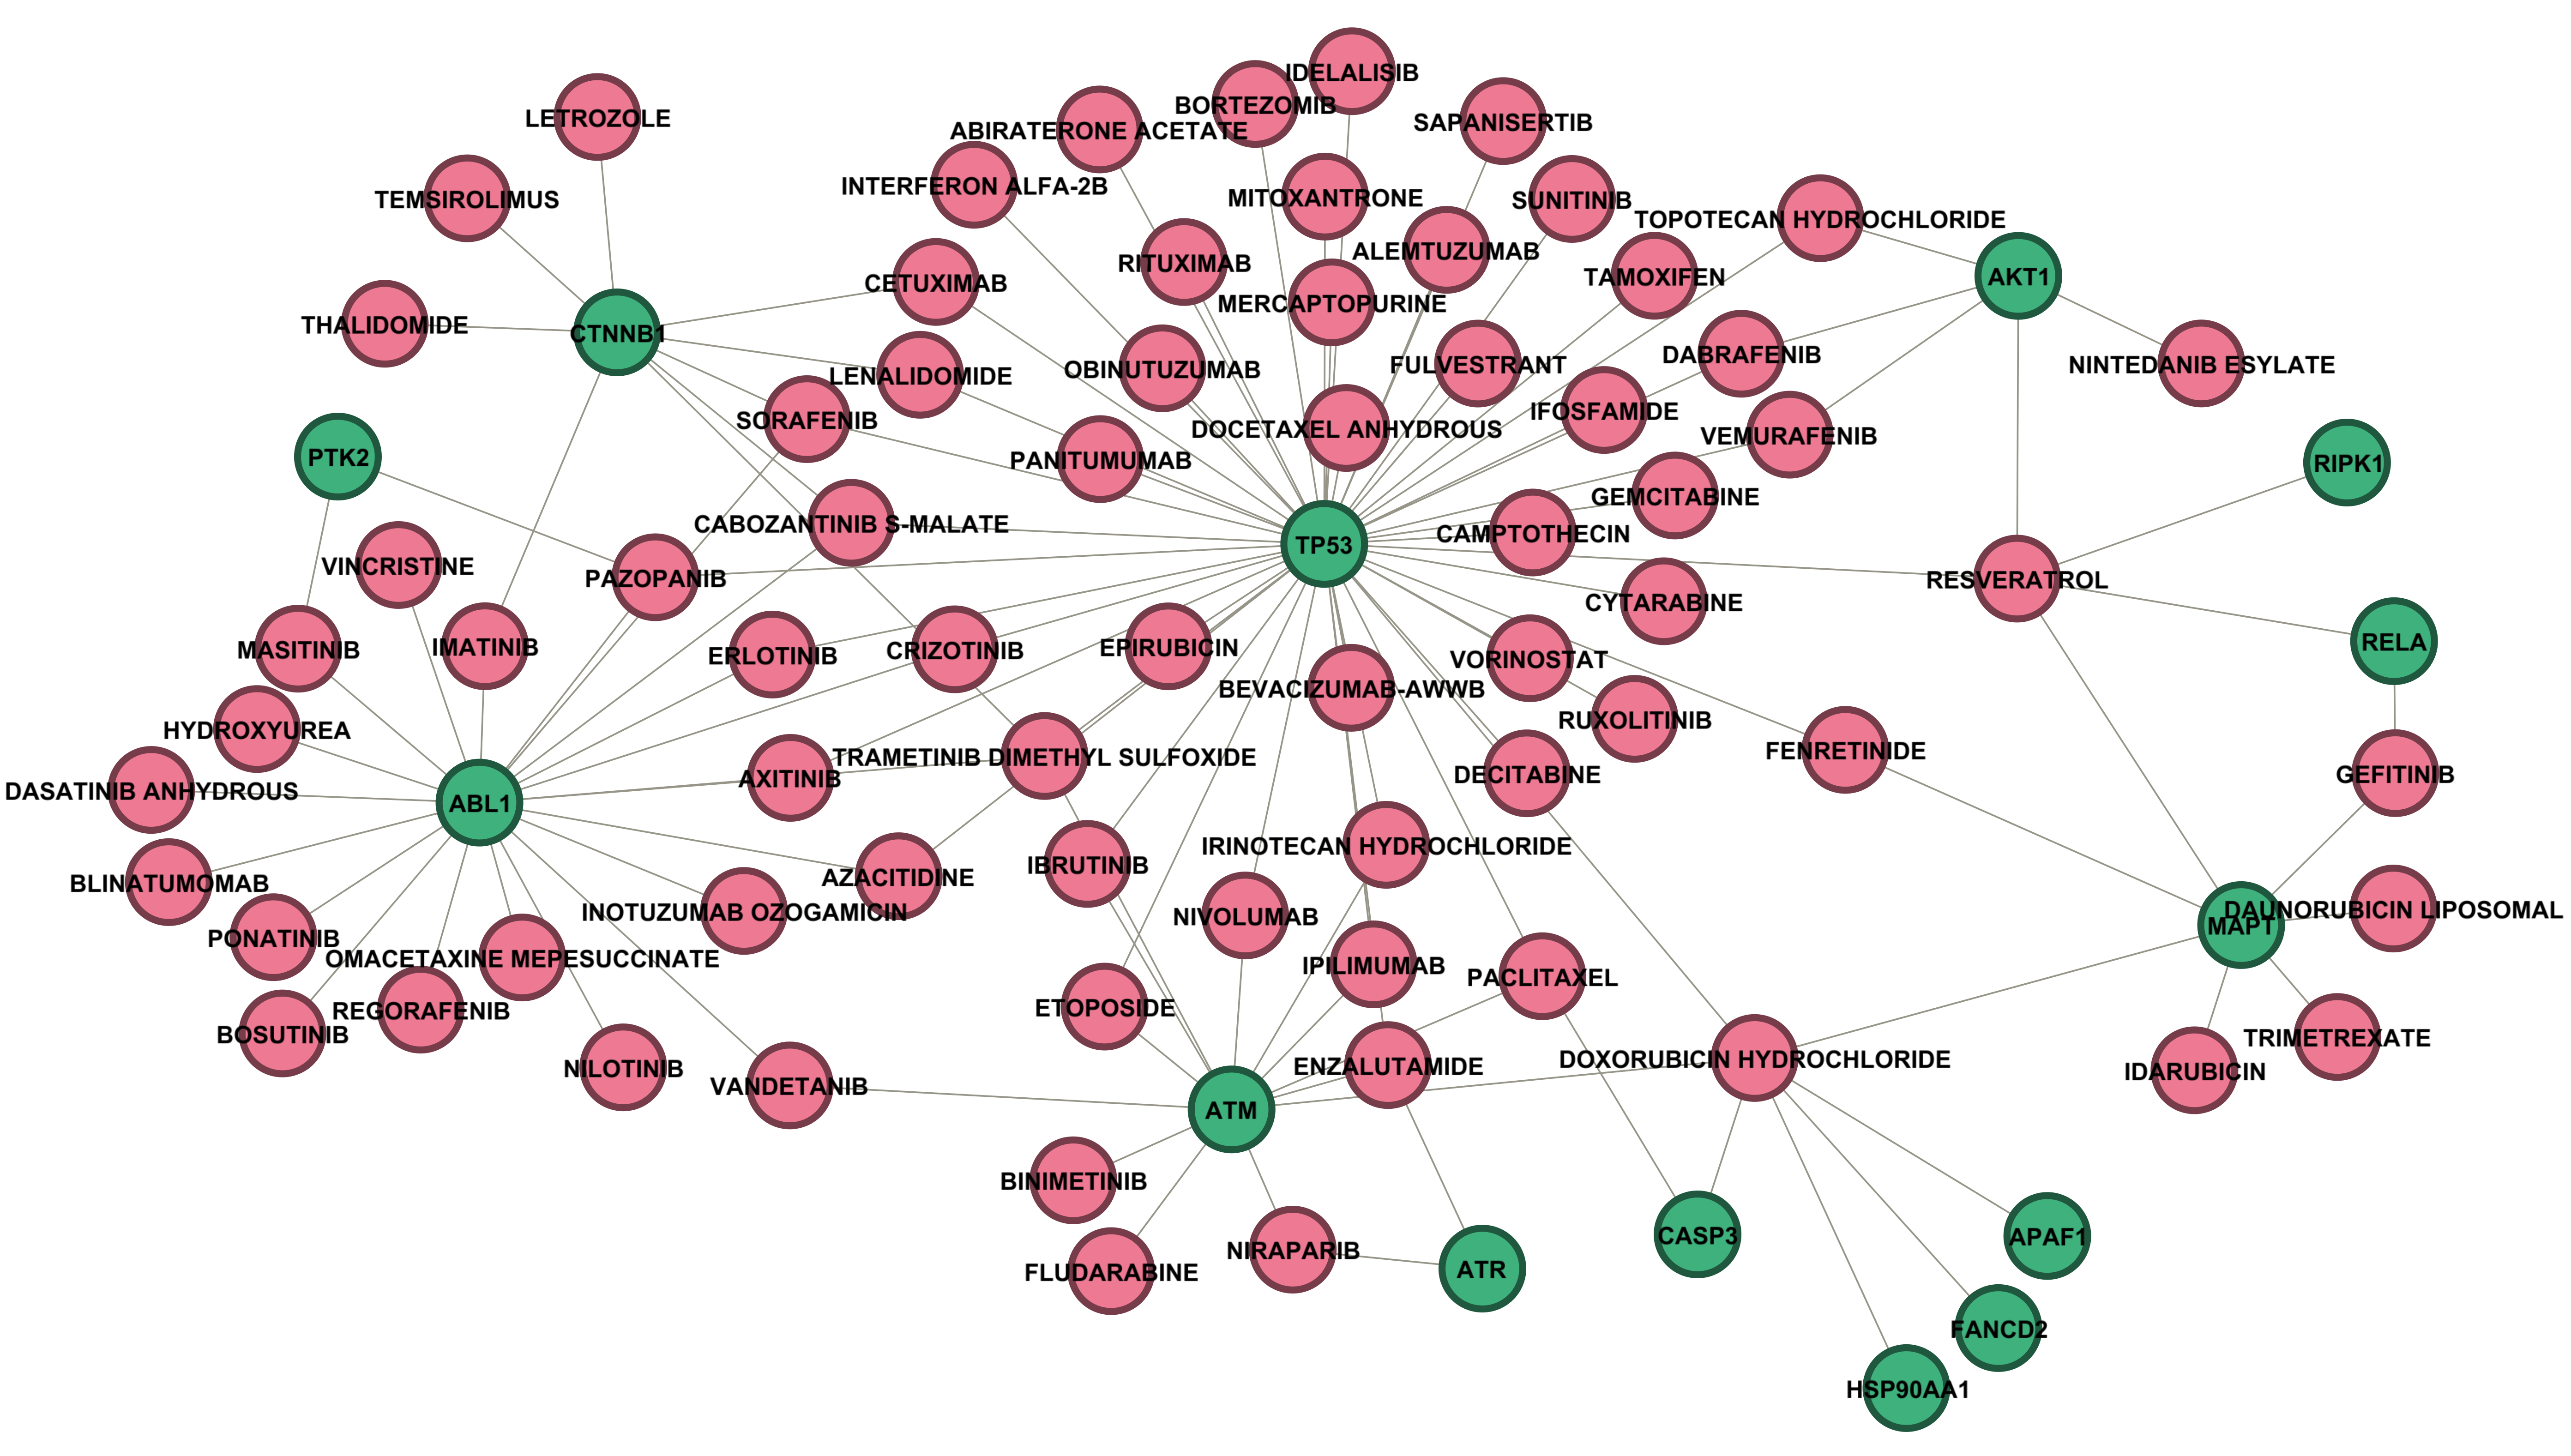 IDELALISIB
BORTEZOMIB
LETROZOLE
SAPANISERTIB
ABIRATERONE ACETATE
INTERFERON ALFA-2B
MITOXANTRONE
TEMSIROLIMUS
SUNITINIB
TOPOTECAN HYDROCHLORIDE
ALEMTUZUMAB
RITUXIMAB
TAMOXIFEN
AKT1
CETUXIMAB
MERCAPTOPURINE
THALIDOMIDE
CTNNB1
DABRAFENIB
FULVESTRANT
NINTEDANIB ESYLATE
OBINUTUZUMAB
LENALIDOMIDE
IFOSFAMIDE
SORAFENIB
DOCETAXEL ANHYDROUS
VEMURAFENIB
PTK2
PANITUMUMAB
RIPK1
GEMCITABINE
CABOZANTINIB S-MALATE
CAMPTOTHECIN
TP53
VINCRISTINE
PAZOPANIB
RESVERATROL
CYTARABINE
RELA
IMATINIB
EPIRUBICIN
MASITINIB
CRIZOTINIB
ERLOTINIB
VORINOSTAT
BEVACIZUMAB-AWWB
RUXOLITINIB
HYDROXYUREA
FENRETINIDE
TRAMETINIB DIMETHYL SULFOXIDE
DECITABINE
GEFITINIB
AXITINIB
DASATINIB ANHYDROUS
ABL1
IRINOTECAN HYDROCHLORIDE
IBRUTINIB
AZACITIDINE
BLINATUMOMAB
DAUNORUBICIN LIPOSOMAL
INOTUZUMAB OZOGAMICIN
NIVOLUMAB
MAPT
PONATINIB
OMACETAXINE MEPESUCCINATE
IPILIMUMAB
PACLITAXEL
ETOPOSIDE
REGORAFENIB
BOSUTINIB
TRIMETREXATE
DOXORUBICIN HYDROCHLORIDE
ENZALUTAMIDE
NILOTINIB
IDARUBICIN
VANDETANIB
ATM
BINIMETINIB
CASP3
APAF1
NIRAPARIB
ATR
FLUDARABINE
FANCD2
HSP90AA1